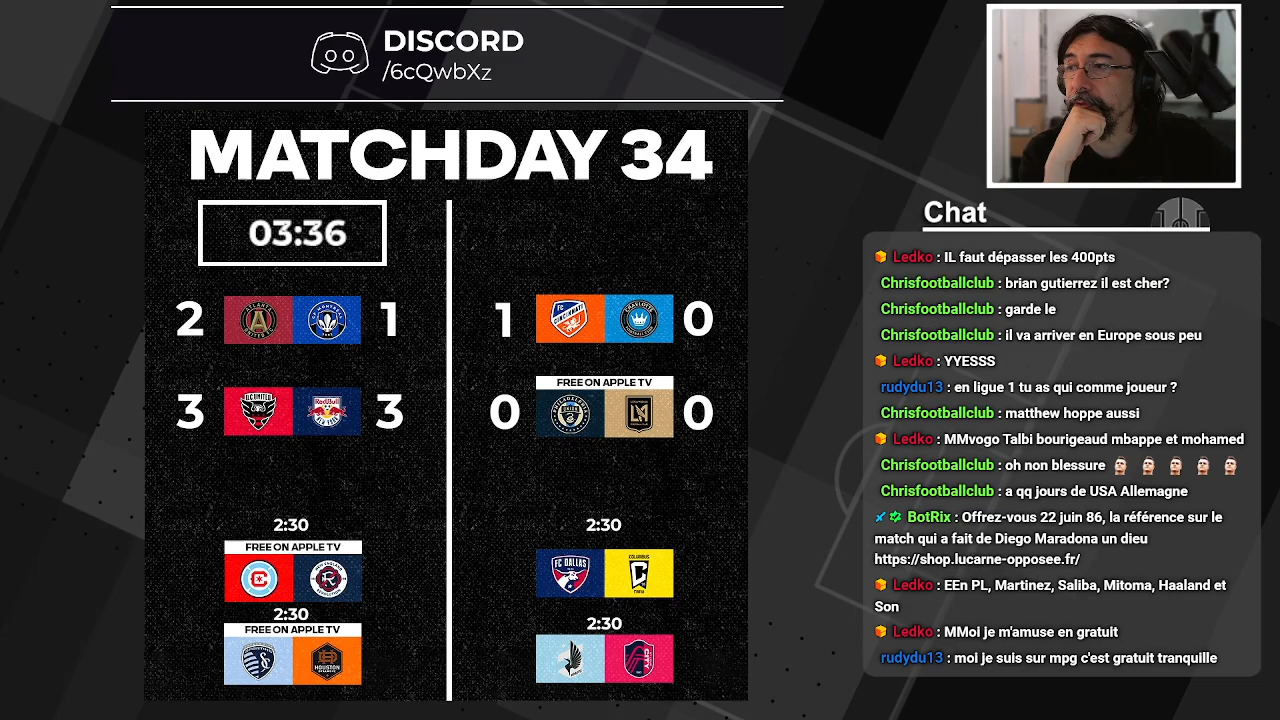 DISCORD
/6cQwbXz
MATCHDAY 34
03:36
2 1
1 0
3 3
FREE ON APPLE TV
0 0
2:30
FREE ON APPLE TV
2:30
FC DALLAS
COLUMBUS
2:30
FREE ON APPLE TV
HOUSTON
2:30
CITY
Chat
Ledko : IL faut dépasser les 400pts
Chrisfootballclub : brian gutierrez il est cher?
Chrisfootballclub : garde le
Chrisfootballclub : il va arriver en Europe sous peu
Ledko : YYESSS
rudydu13 : en ligue 1 tu as qui comme joueur ?
Chrisfootballclub : matthew hoppe aussi
Ledko : MMvogo Talbi bourigeaud mbappe et mohamed
Chrisfootballclub : oh non blessure
Chrisfootballclub : a qq jours de USA Allemagne
BotRix : Offrez-vous 22 juin 86, la référence sur le
match qui a fait de Diego Maradona un dieu
https://shop.lucarne-opposee.fr/
Ledko : EEn PL, Martinez, Saliba, Mitoma, Haaland et
Son
Ledko : MMoI je m'amuse en gratuit
rudydu13 : moi je suis sur mpg c'est gratuit tranquille